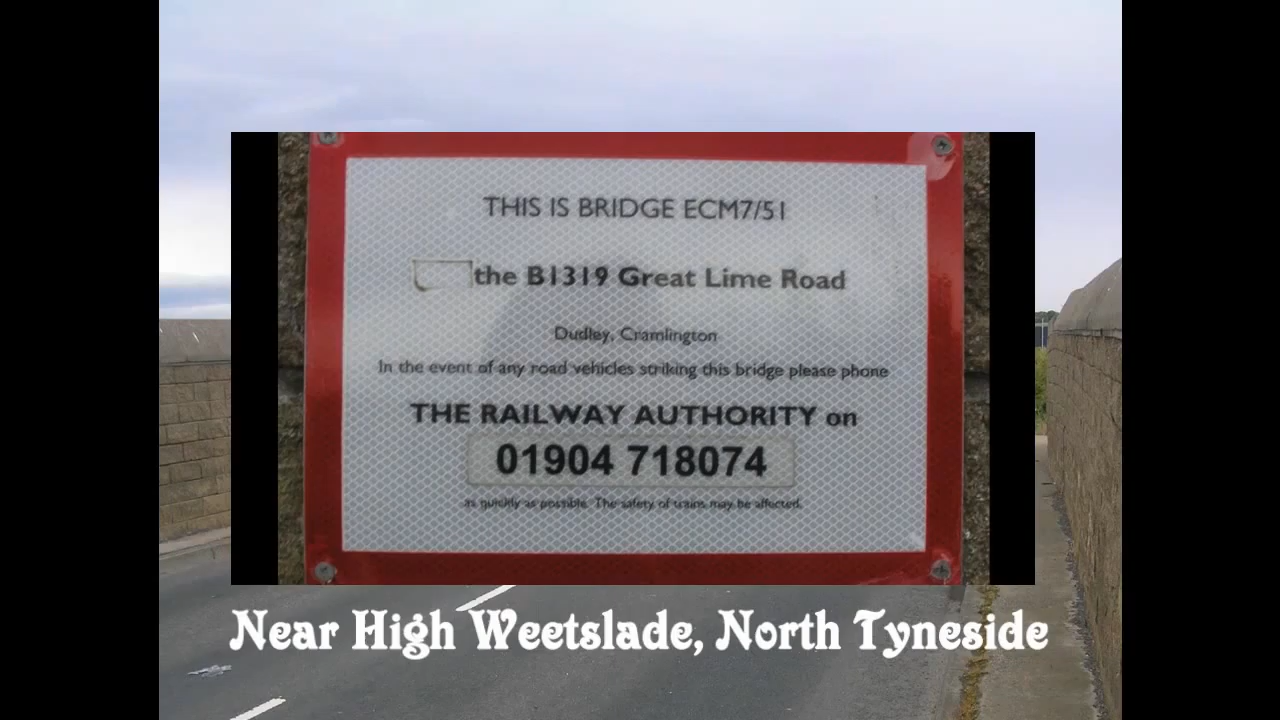 THIS IS BRIDGE ECM7/51
the B1319 Great Lime Road
Dudley, Cramlington
In the event of any road vehicles striking this bridge please phone
THE RAILWAY AUTHORITY on
01904 718074
as quickly as possible. The safety of trains may be affected.
Near High Weetslade, North Tyneside